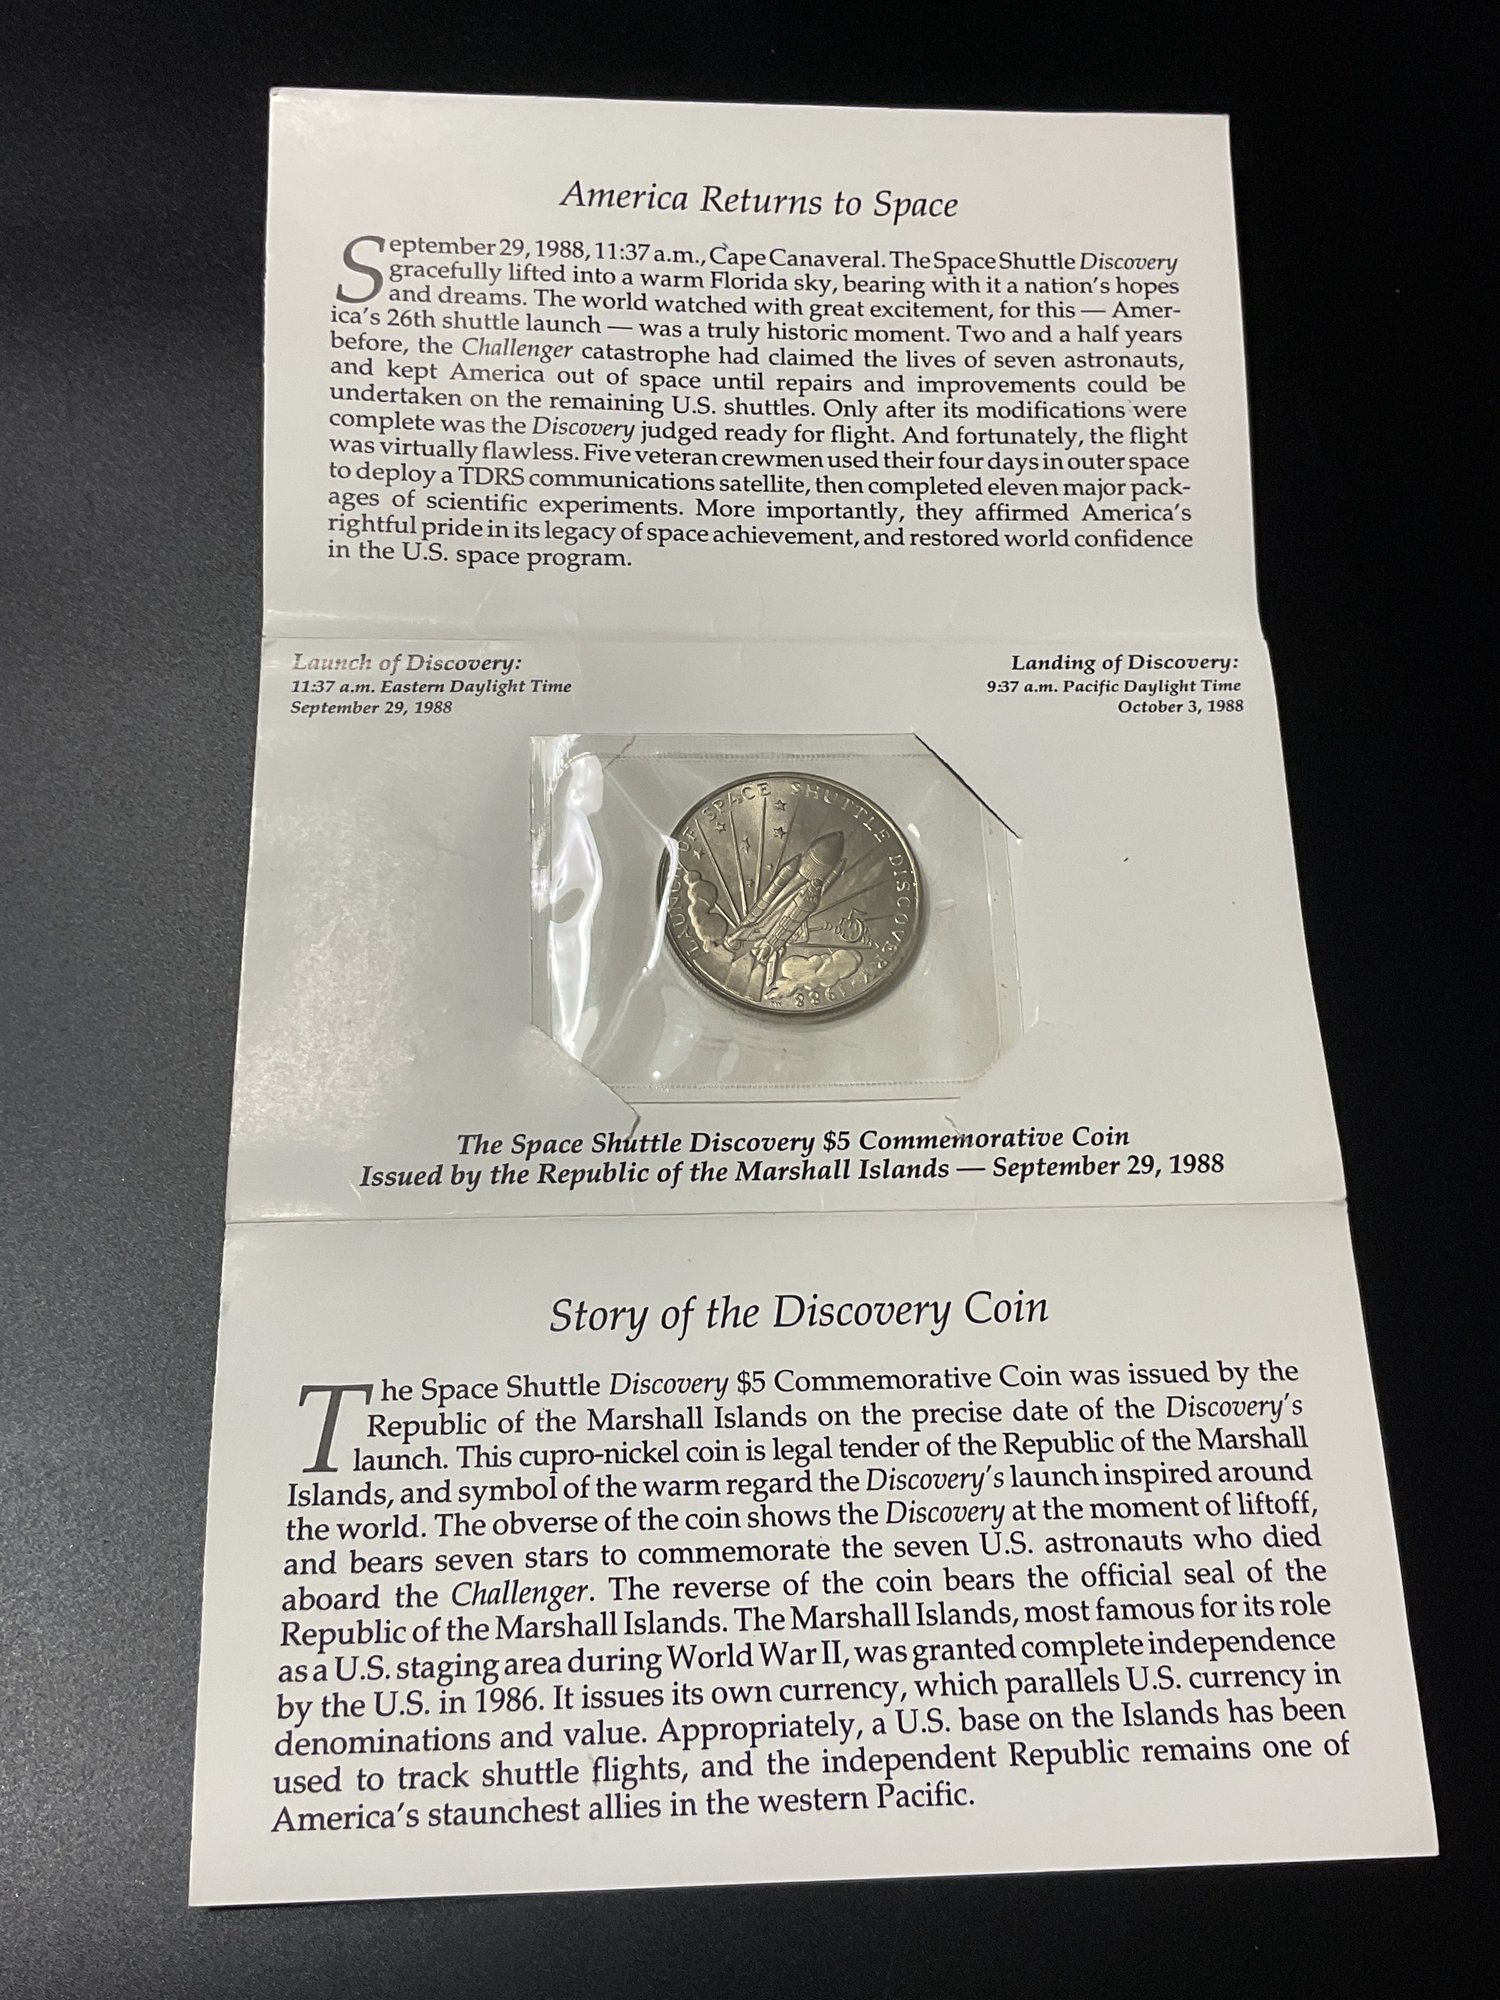 America Returns to Space
September 29, 1988, 11:37 a.m., Cape Canaveral. The Space Shuttle Discovery
gracefully lifted into a warm Florida sky, bearing with it a nation's hopes
and dreams. The world watched with great excitement, for this — Amer-
ica's 26th shuttle launch — was a truly historic moment. Two and a half years
before, the Challenger catastrophe had claimed the lives of seven astronauts,
and kept America out of space until repairs and improvements could be
undertaken on the remaining U.S. shuttles. Only after its modifications were
complete was the Discovery judged ready for flight. And fortunately, the flight
was virtually flawless. Five veteran crewmen used their four days in outer space
to deploy a TDRS communications satellite, then completed eleven major pack-
ages of scientific experiments. More importantly, they affirmed America's
rightful pride in its legacy of space achievement, and restored world confidence
in the U.S. space program.
Launch of Discovery:
11:37 a.m. Eastern Daylight Time
September 29, 1988
Landing of Discovery:
9:37 a.m. Pacific Daylight Time
October 3, 1988
LAUNCH OF SPACE SHUTTLE DISCOVERY · 1988
The Space Shuttle Discovery $5 Commemorative Coin
Issued by the Republic of the Marshall Islands — September 29, 1988
Story of the Discovery Coin
The Space Shuttle Discovery $5 Commemorative Coin was issued by the
Republic of the Marshall Islands on the precise date of the Discovery's
launch. This cupro-nickel coin is legal tender of the Republic of the Marshall
Islands, and symbol of the warm regard the Discovery's launch inspired around
the world. The obverse of the coin shows the Discovery at the moment of liftoff,
and bears seven stars to commemorate the seven U.S. astronauts who died
aboard the Challenger. The reverse of the coin bears the official seal of the
Republic of the Marshall Islands. The Marshall Islands, most famous for its role
as a U.S. staging area during World War II, was granted complete independence
by the U.S. in 1986. It issues its own currency, which parallels U.S. currency in
denominations and value. Appropriately, a U.S. base on the Islands has been
used to track shuttle flights, and the independent Republic remains one of
America's staunchest allies in the western Pacific.